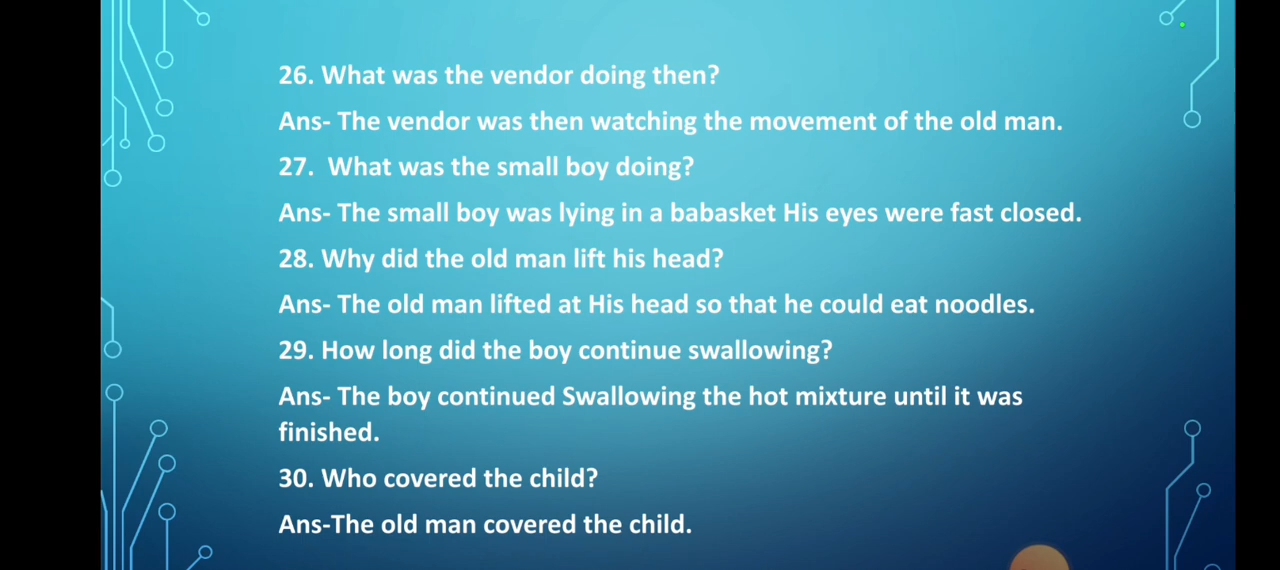 26. What was the vendor doing then?
Ans- The vendor was then watching the movement of the old man.
27.  What was the small boy doing?
Ans- The small boy was lying in a babasket His eyes were fast closed.
28. Why did the old man lift his head?
Ans- The old man lifted at His head so that he could eat noodles.
29. How long did the boy continue swallowing?
Ans- The boy continued Swallowing the hot mixture until it was
finished.
30. Who covered the child?
Ans-The old man covered the child.